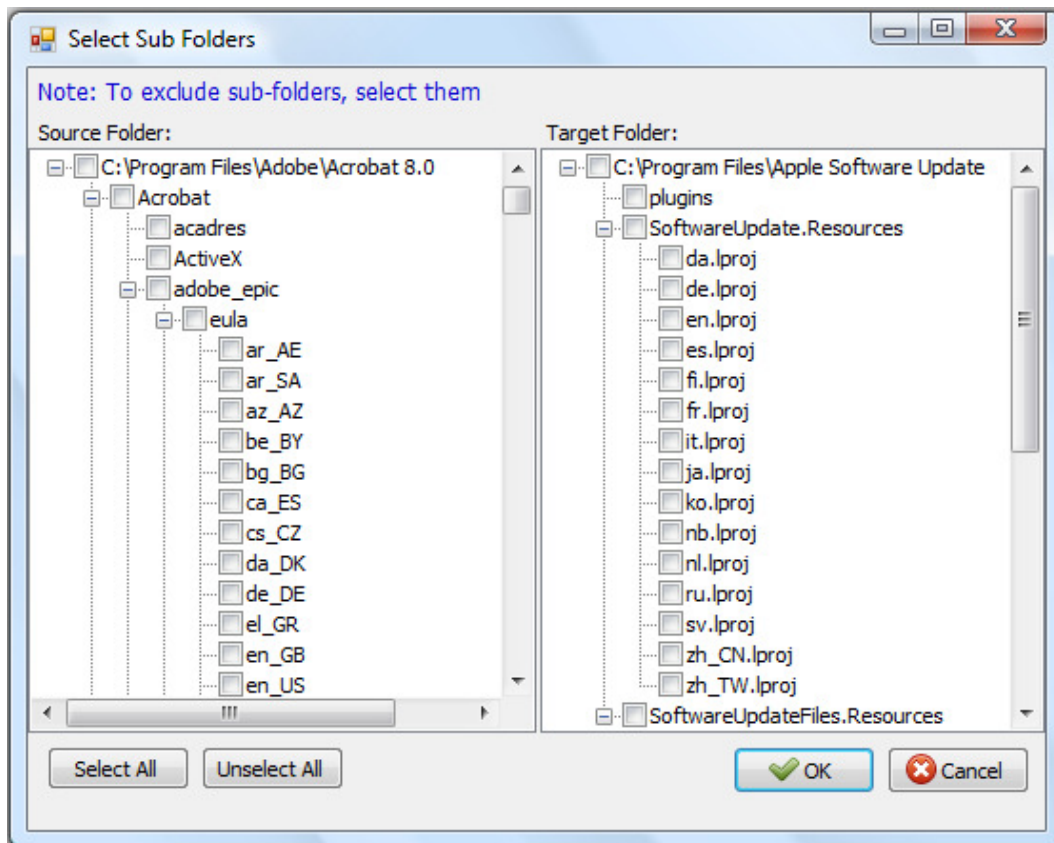 Select Sub Folders
Note: To exclude sub-folders, select them
Source Folder:
C:\Program Files\Adobe\Acrobat 8.0
Acrobat
acadres
ActiveX
adobe_epic
eula
ar_AE
ar_SA
az_AZ
be_BY
bg_BG
ca_ES
cs_CZ
da_DK
de_DE
el_GR
en_GB
en_US
Target Folder:
C:\Program Files\Apple Software Update
plugins
SoftwareUpdate.Resources
da.lproj
de.lproj
en.lproj
es.lproj
fi.lproj
fr.lproj
it.lproj
ja.lproj
ko.lproj
nb.lproj
nl.lproj
ru.lproj
sv.lproj
zh_CN.lproj
zh_TW.lproj
SoftwareUpdateFiles.Resources
Select All
Unselect All
OK
Cancel